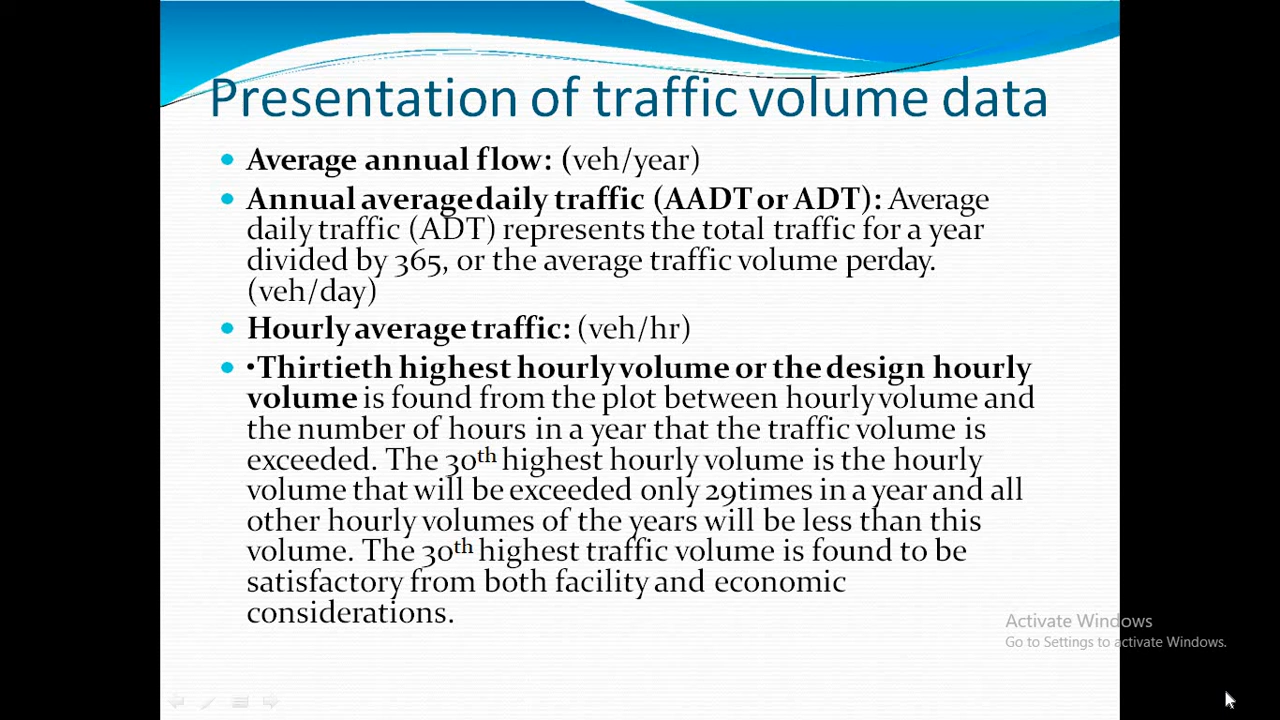 Presentation of traffic volume data
• Average annual flow: (veh/year)
• Annual average daily traffic (AADT or ADT): Average
daily traffic (ADT) represents the total traffic for a year
divided by 365, or the average traffic volume perday.
(veh/day)
• Hourly average traffic: (veh/hr)
• •Thirtieth highest hourly volume or the design hourly
volume is found from the plot between hourly volume and
the number of hours in a year that the traffic volume is
exceeded. The 30th highest hourly volume is the hourly
volume that will be exceeded only 29times in a year and all
other hourly volumes of the years will be less than this
volume. The 30th highest traffic volume is found to be
satisfactory from both facility and economic
considerations.
Activate Windows
Go to Settings to activate Windows.